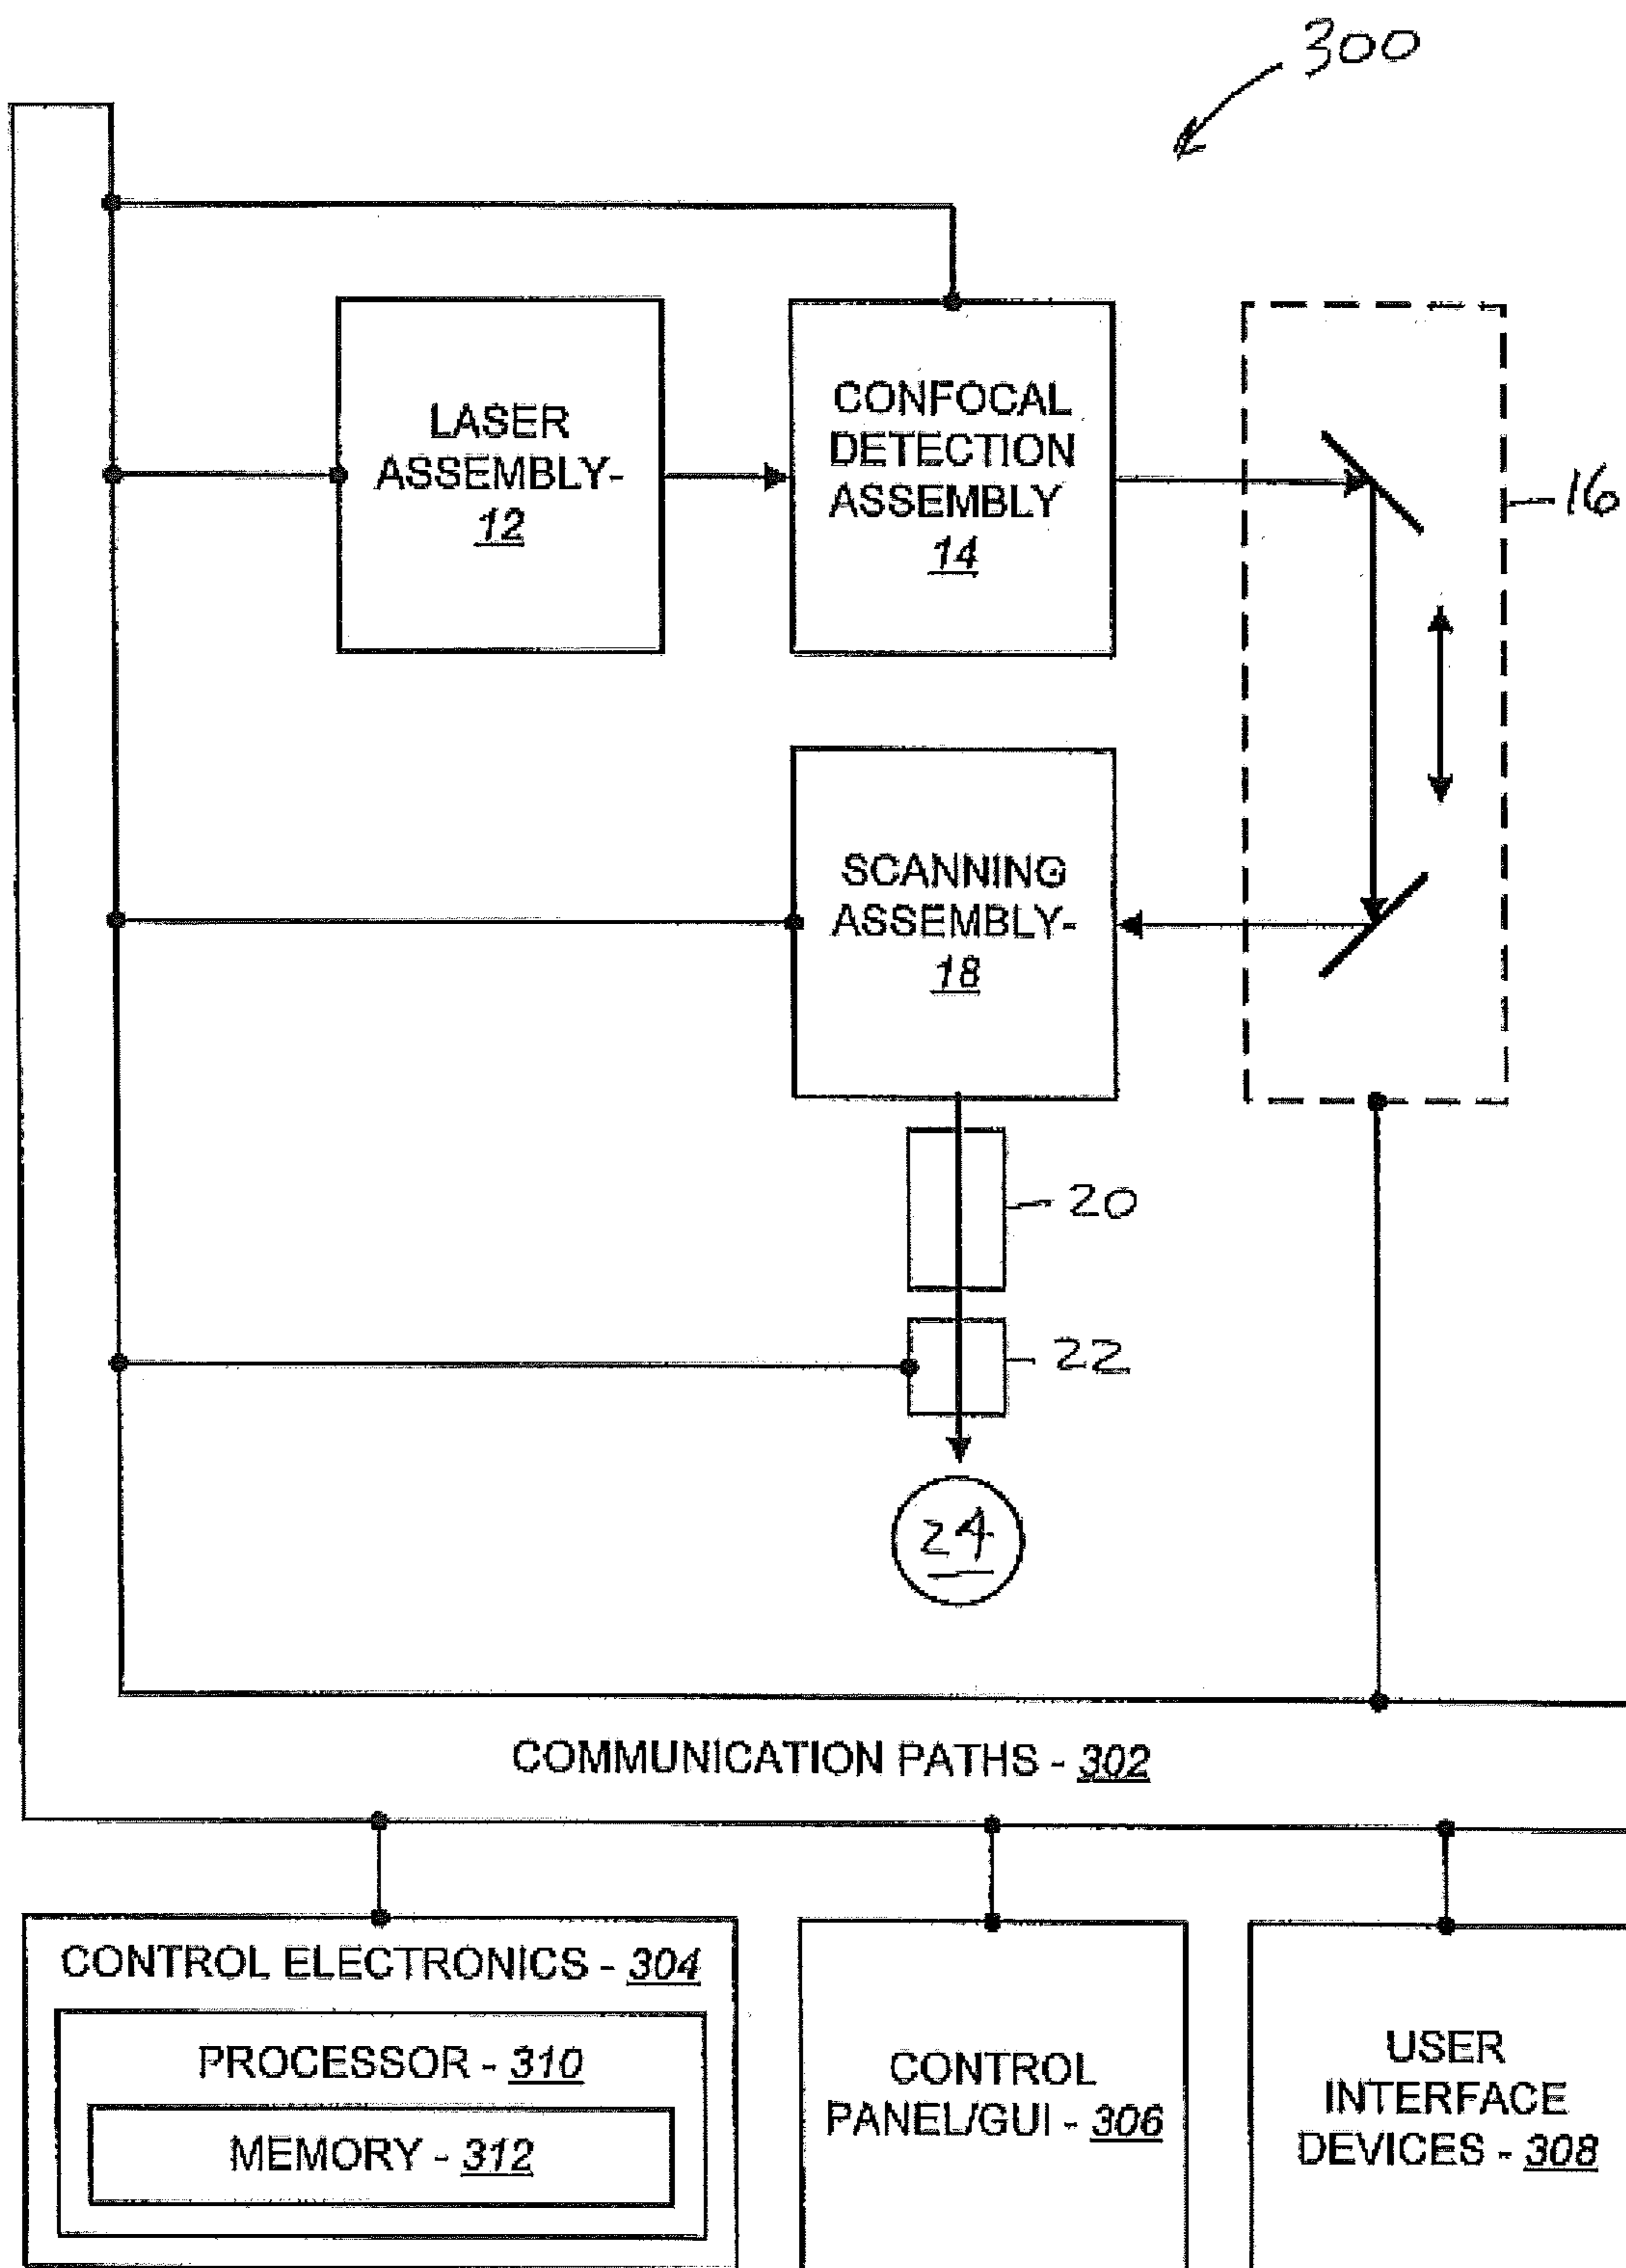 300
LASER
ASSEMBLY-
12
CONFOCAL
DETECTION
ASSEMBLY
14
16
SCANNING
ASSEMBLY-
18
20
22
24
COMMUNICATION PATHS - 302
CONTROL ELECTRONICS - 304
PROCESSOR - 310
MEMORY - 312
CONTROL
PANEL/GUI - 306
USER
INTERFACE
DEVICES - 308